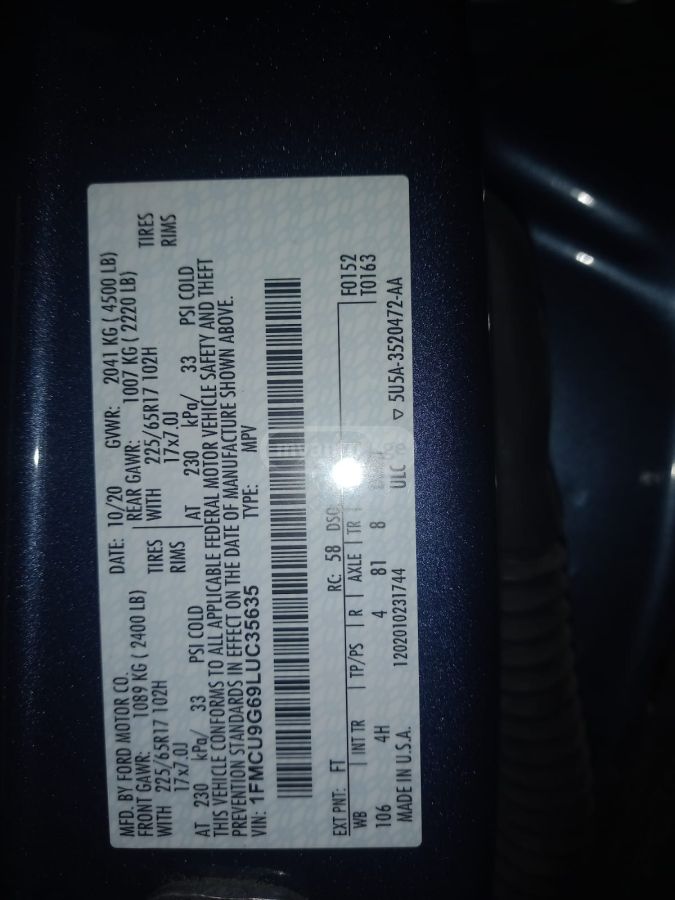 MFD. BY FORD MOTOR CO. DATE: 10/20 GVWR: 2041 KG ( 4500 LB)
FRONT GAWR: 1089 KG ( 2400 LB) REAR GAWR: 1007 KG ( 2220 LB)
WITH 225/65R17 102H TIRES WITH 225/65R17 102H TIRES
17x7.0J RIMS 17x7.0J RIMS
AT 230 kPa/ 33 PSI COLD AT 230 kPa/ 33 PSI COLD
THIS VEHICLE CONFORMS TO ALL APPLICABLE FEDERAL MOTOR VEHICLE SAFETY AND THEFT
PREVENTION STANDARDS IN EFFECT ON THE DATE OF MANUFACTURE SHOWN ABOVE.
VIN: 1FMCU9G69LUC35635 TYPE: MPV
EXT PNT: FT RC: 58 DSO: F0152
WB INT TR TP/PS R AXLE TR T0163
106 4H 4 81 8
MADE IN U.S.A. 1202010231744 ULC ▽ 5U5A-3520472-AA